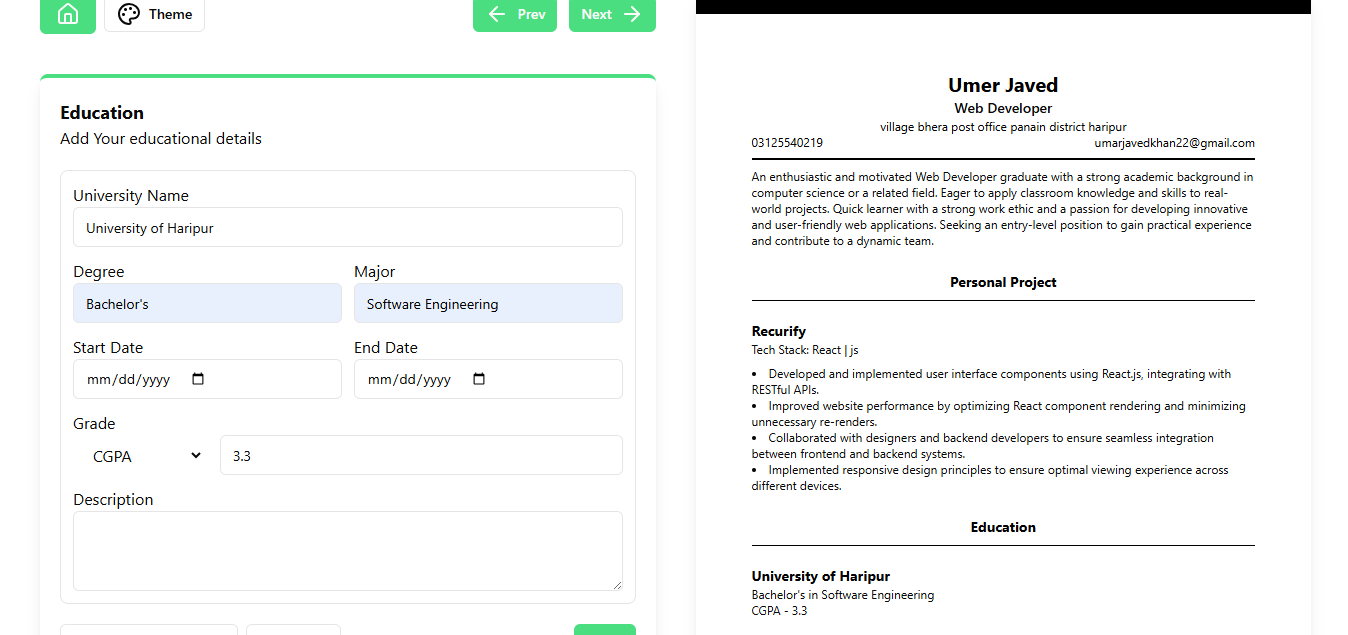 Theme
Prev
Next
Education
Add Your educational details
University Name
University of Haripur
Degree
Major
Bachelor's
Software Engineering
Start Date
End Date
mm/dd/yyyy
mm/dd/yyyy
Grade
CGPA
3.3
Description
Umer Javed
Web Developer
village bhera post office panain district haripur
03125540219
umarjavedkhan22@gmail.com
An enthusiastic and motivated Web Developer graduate with a strong academic background in
computer science or a related field. Eager to apply classroom knowledge and skills to real-
world projects. Quick learner with a strong work ethic and a passion for developing innovative
and user-friendly web applications. Seeking an entry-level position to gain practical experience
and contribute to a dynamic team.
Personal Project
Recurify
Tech Stack: React | js
• Developed and implemented user interface components using React.js, integrating with
RESTful APIs.
• Improved website performance by optimizing React component rendering and minimizing
unnecessary re-renders.
• Collaborated with designers and backend developers to ensure seamless integration
between frontend and backend systems.
• Implemented responsive design principles to ensure optimal viewing experience across
different devices.
Education
University of Haripur
Bachelor's in Software Engineering
CGPA - 3.3